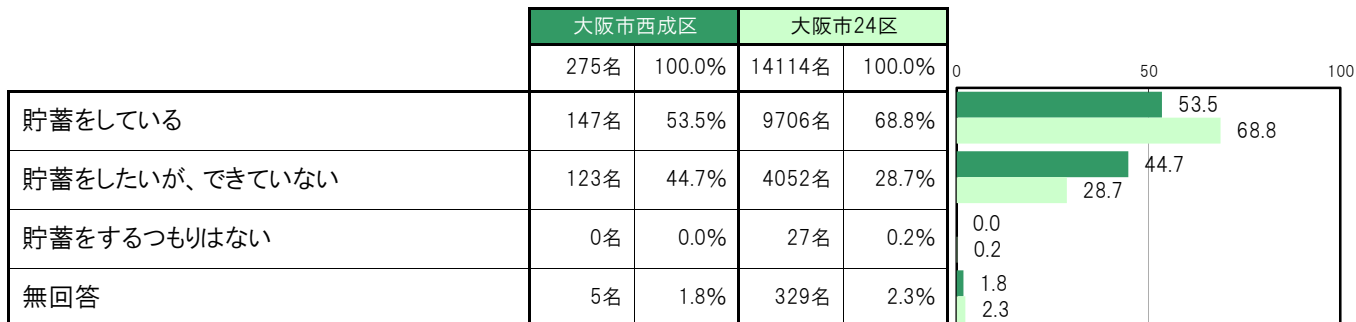 大阪市西成区 大阪市24区
275名 100.0% 14114名 100.0%
0 50 100
貯蓄をしている 147名 53.5% 9706名 68.8%
53.5
68.8
貯蓄をしたいが、できていない 123名 44.7% 4052名 28.7%
44.7
28.7
貯蓄をするつもりはない 0名 0.0% 27名 0.2%
0.0
0.2
無回答 5名 1.8% 329名 2.3%
1.8
2.3